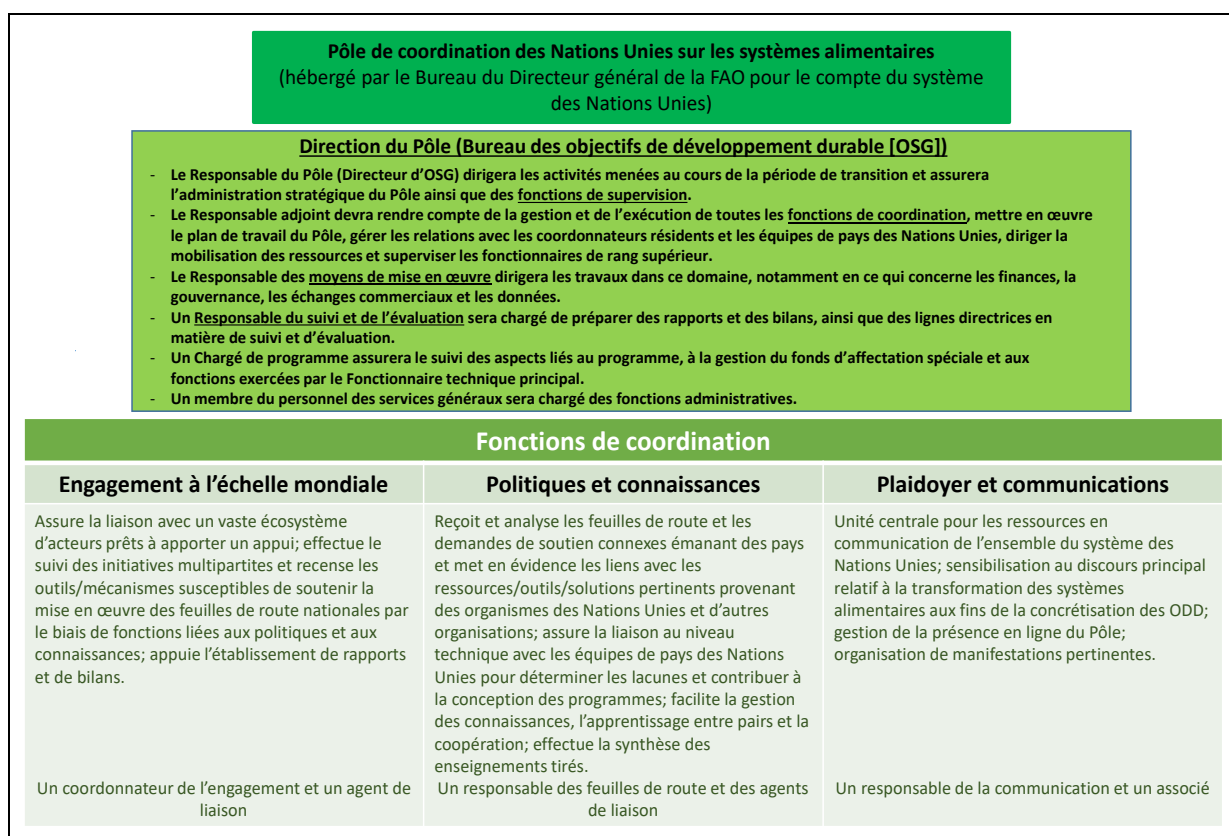 Pôle de coordination des Nations Unies sur les systèmes alimentaires
(hébergé par le Bureau du Directeur général de la FAO pour le compte du système
des Nations Unies)
Direction du Pôle (Bureau des objectifs de développement durable [OSG])
- Le Responsable du Pôle (Directeur d’OSG) dirigera les activités menées au cours de la période de transition et assurera
l’administration stratégique du Pôle ainsi que des fonctions de supervision.
- Le Responsable adjoint devra rendre compte de la gestion et de l’exécution de toutes les fonctions de coordination, mettre en œuvre
le plan de travail du Pôle, gérer les relations avec les coordonnateurs résidents et les équipes de pays des Nations Unies, diriger la
mobilisation des ressources et superviser les fonctionnaires de rang supérieur.
- Le Responsable des moyens de mise en œuvre dirigera les travaux dans ce domaine, notamment en ce qui concerne les finances, la
gouvernance, les échanges commerciaux et les données.
- Un Responsable du suivi et de l’évaluation sera chargé de préparer des rapports et des bilans, ainsi que des lignes directrices en
matière de suivi et d’évaluation.
- Un Chargé de programme assurera le suivi des aspects liés au programme, à la gestion du fonds d’affectation spéciale et aux
fonctions exercées par le Fonctionnaire technique principal.
- Un membre du personnel des services généraux sera chargé des fonctions administratives.
Fonctions de coordination
Engagement à l’échelle mondiale
Assure la liaison avec un vaste écosystème
d’acteurs prêts à apporter un appui; effectue le
suivi des initiatives multipartites et recense les
outils/mécanismes susceptibles de soutenir la
mise en œuvre des feuilles de route nationales par
le biais de fonctions liées aux politiques et aux
connaissances; appuie l’établissement de rapports
et de bilans.
Un coordonnateur de l’engagement et un agent de
liaison
Politiques et connaissances
Reçoit et analyse les feuilles de route et les
demandes de soutien connexes émanant des pays
et met en évidence les liens avec les
ressources/outils/solutions pertinents provenant
des organismes des Nations Unies et d’autres
organisations; assure la liaison au niveau
technique avec les équipes de pays des Nations
Unies pour déterminer les lacunes et contribuer à
la conception des programmes; facilite la gestion
des connaissances, l’apprentissage entre pairs et la
coopération; effectue la synthèse des
enseignements tirés.
Un responsable des feuilles de route et des agents
de liaison
Plaidoyer et communications
Unité centrale pour les ressources en
communication de l’ensemble du système des
Nations Unies; sensibilisation au discours principal
relatif à la transformation des systèmes
alimentaires aux fins de la concrétisation des ODD;
gestion de la présence en ligne du Pôle;
organisation de manifestations pertinentes.
Un responsable de la communication et un associé